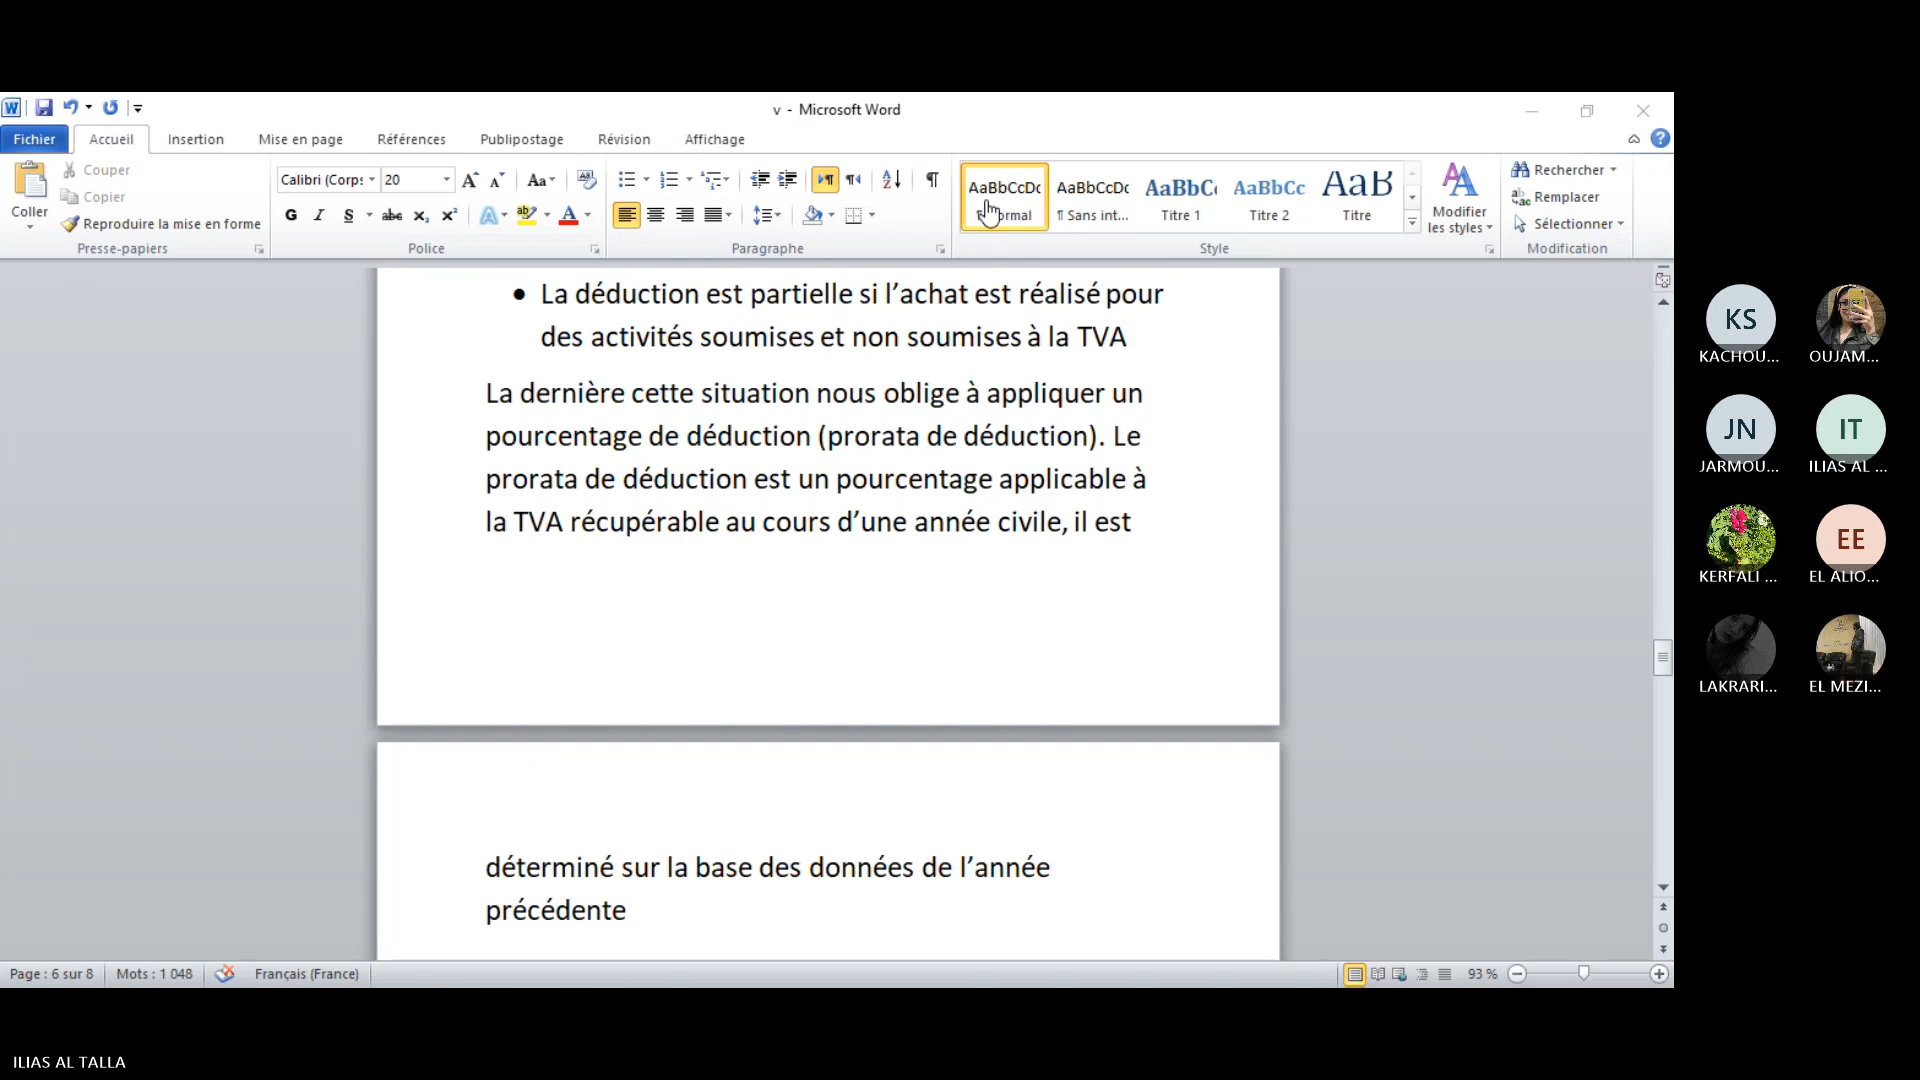 v - Microsoft Word
Fichier Accueil Insertion Mise en page Références Publipostage Révision Affichage
Coller
Couper
Copier
Reproduire la mise en forme
Presse-papiers
Calibri (Corps 20
Police
Paragraphe
AaBbCcDc AaBbCcDc AaBbC AaBbCc AaB
¶ Sans int... Titre 1 Titre 2 Titre
Modifier
les styles
Style
Rechercher
Remplacer
Sélectionner
Modification
• La déduction est partielle si l’achat est réalisé pour
des activités soumises et non soumises à la TVA
La dernière cette situation nous oblige à appliquer un
pourcentage de déduction (prorata de déduction). Le
prorata de déduction est un pourcentage applicable à
la TVA récupérable au cours d’une année civile, il est
déterminé sur la base des données de l’année
précédente
Page : 6 sur 8 Mots : 1 048 Français (France) 93 %
KS
KACHOU...
OUJAM...
JN
JARMOU...
IT
ILIAS AL ...
KERFALI ...
EE
EL ALIO...
LAKRARI...
EL MEZI...
ILIAS AL TALLA